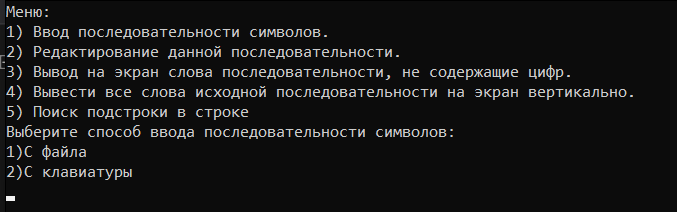 Меню:
1) Ввод последовательности символов.
2) Редактирование данной последовательности.
3) Вывод на экран слова последовательности, не содержащие цифр.
4) Вывести все слова исходной последовательности на экран вертикально.
5) Поиск подстроки в строке
Выберите способ ввода последовательности символов:
1)С файла
2)С клавиатуры